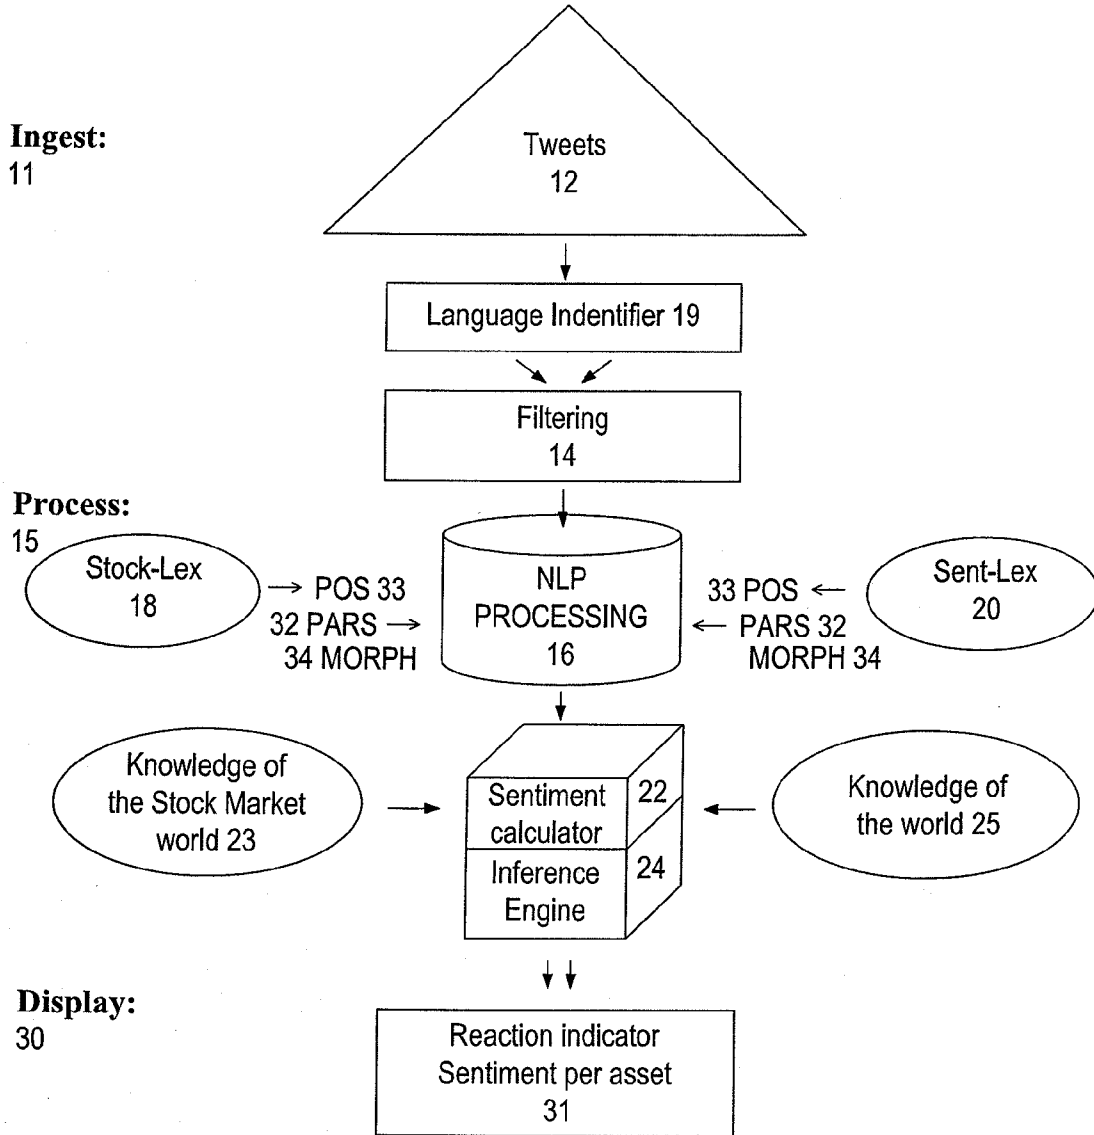 Ingest:
11
Tweets
12
Language Indentifier 19
Filtering
14
Process:
15
Stock-Lex
18
POS 33
32 PARS
34 MORPH
NLP
PROCESSING
16
33 POS
PARS 32
MORPH 34
Sent-Lex
20
Knowledge of
the Stock Market
world 23
Sentiment
calculator
22
Inference
Engine
24
Knowledge of
the world 25
Display:
30
Reaction indicator
Sentiment per asset
31